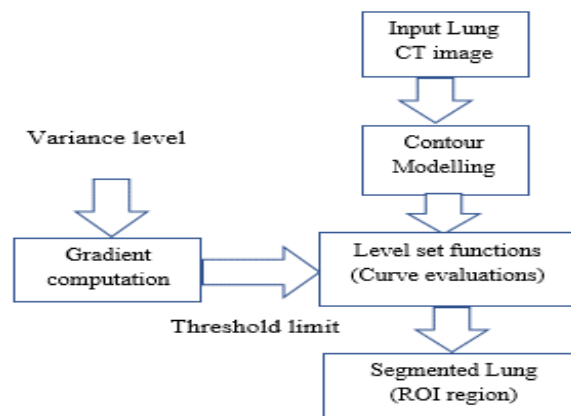 Input Lung
CT image
Variance level
Contour
Modelling
Gradient
computation
Level set functions
(Curve evaluations)
Threshold limit
Segmented Lung
(ROI region)